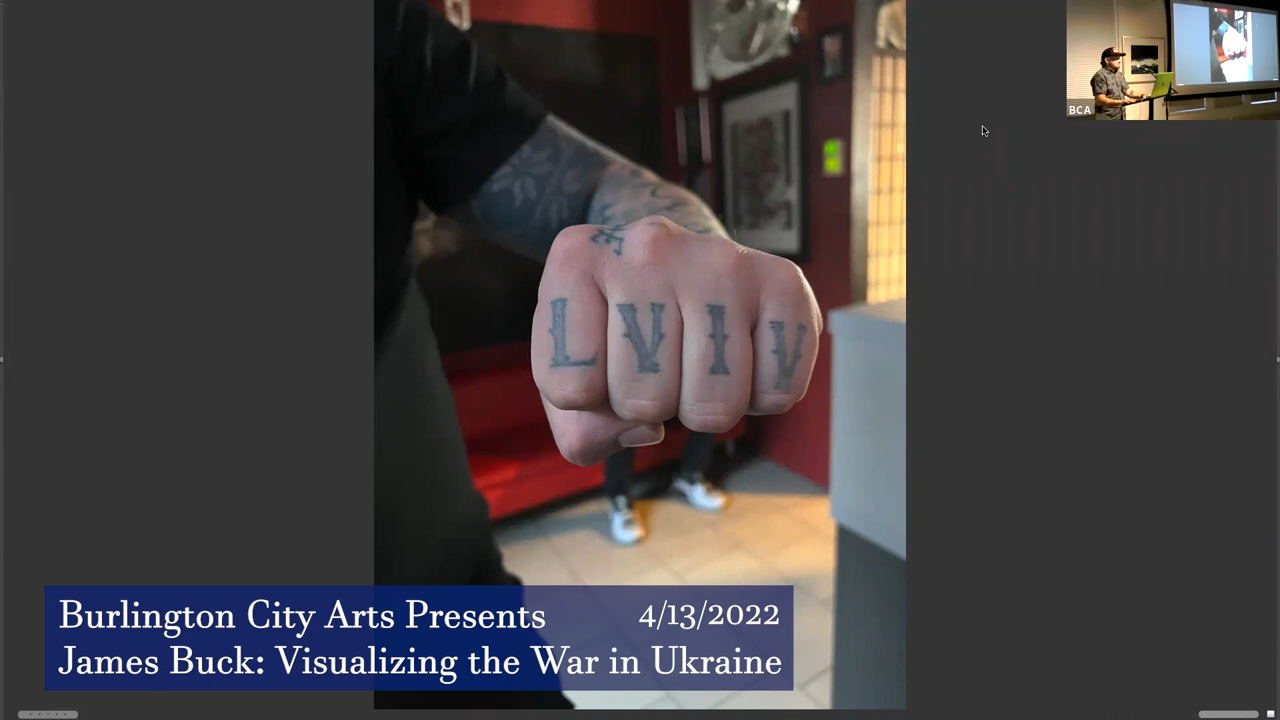 BCA
LVIV
Burlington City Arts Presents 4/13/2022
James Buck: Visualizing the War in Ukraine